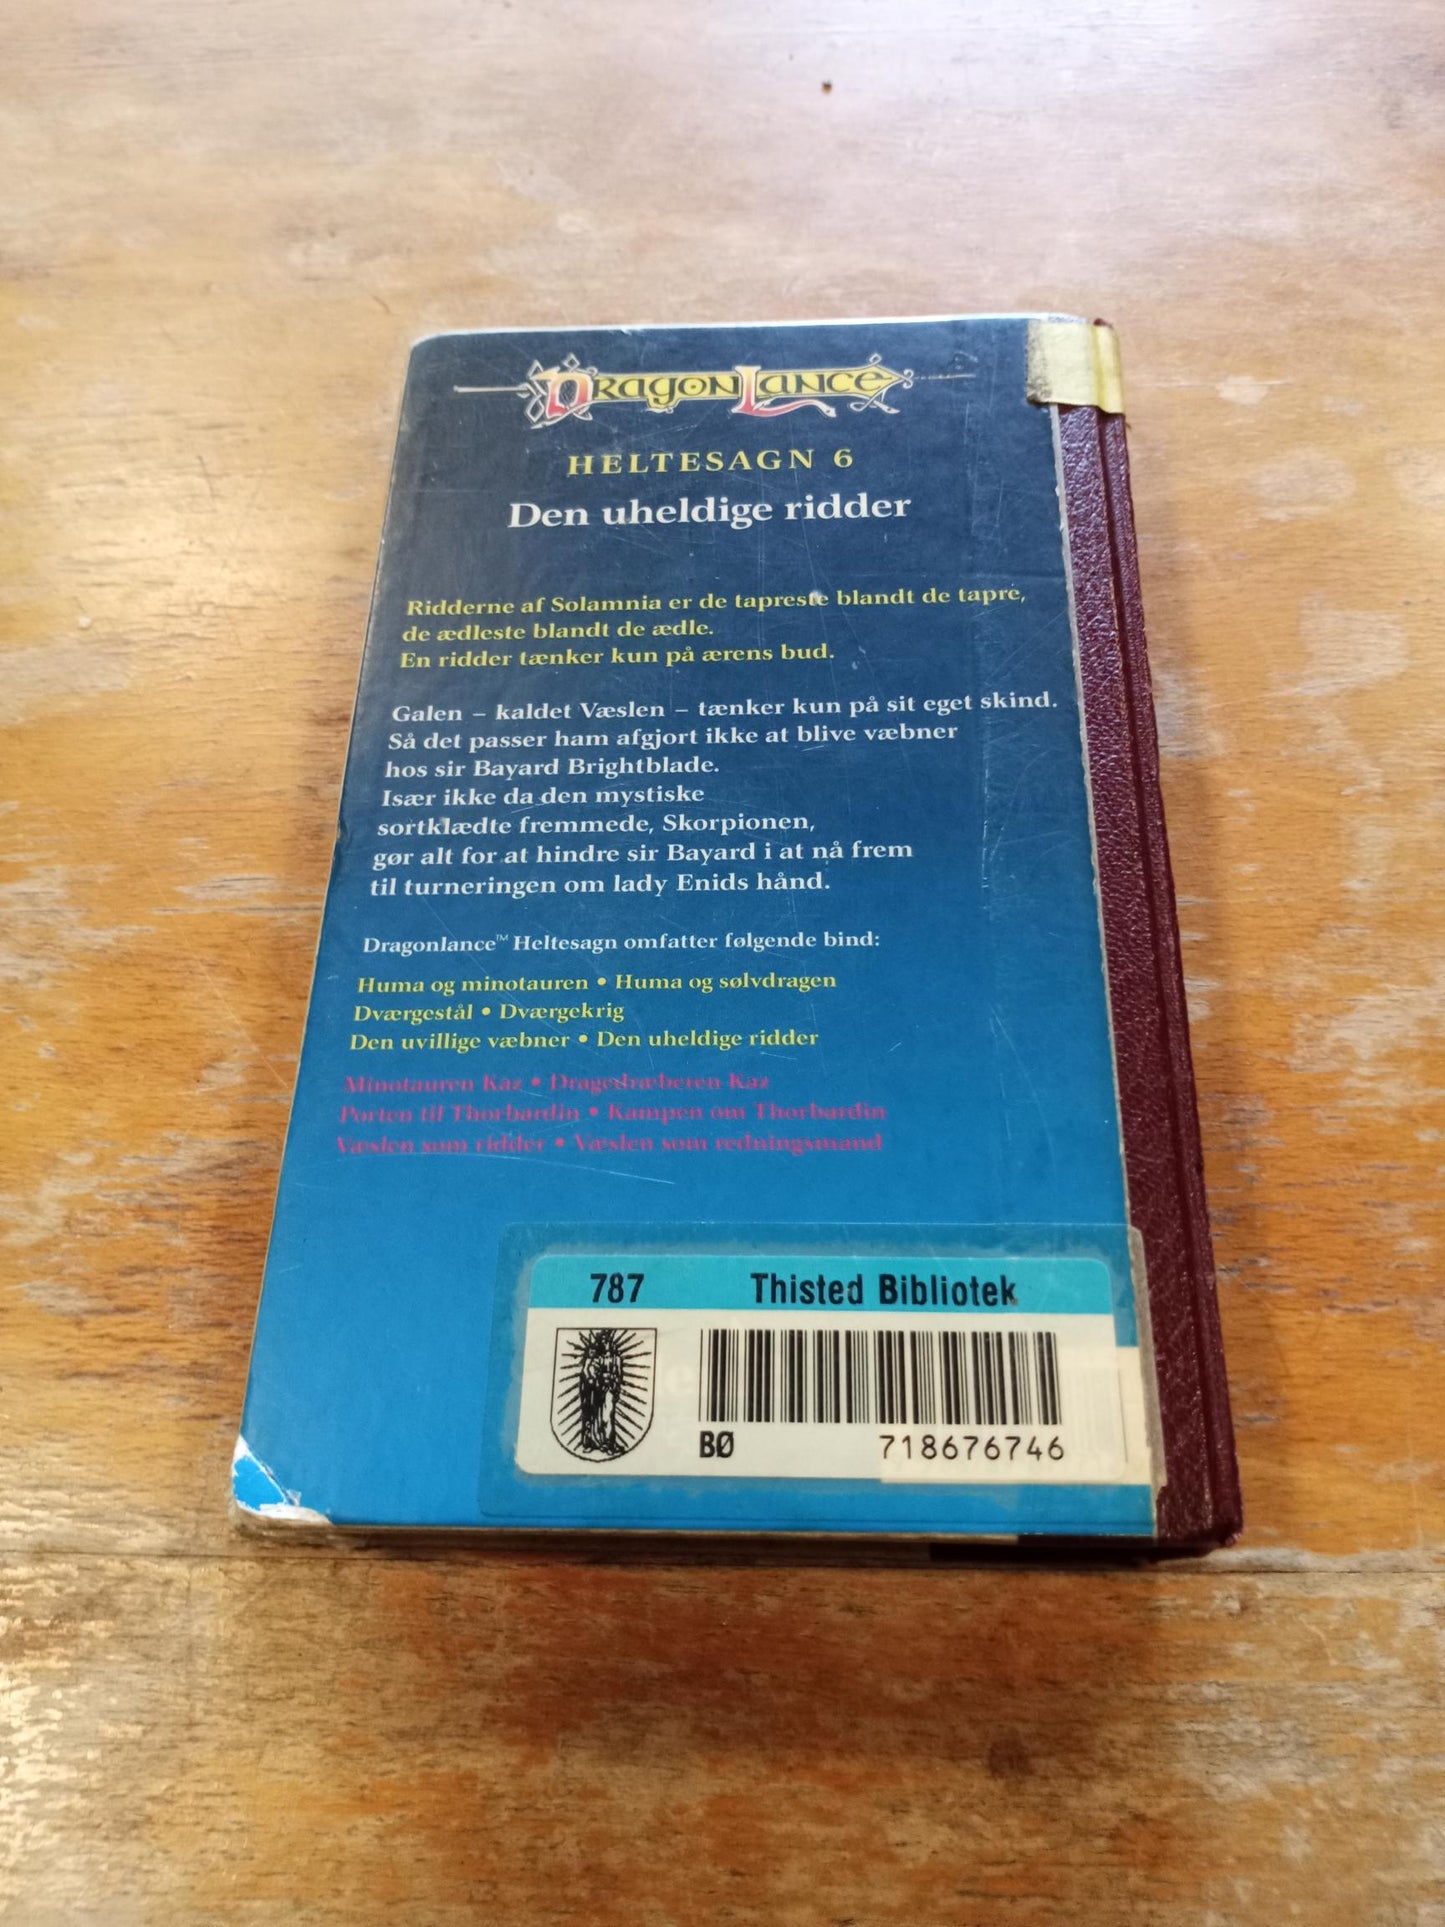 DRAGONLANCE
HELTESAGN 6
Den uheldige ridder
Ridderne af Solamnia er de tapreste blandt de tapre,
de ædleste blandt de ædle.
En ridder tænker kun på ærens bud.
Galen – kaldet Væslen – tænker kun på sit eget skind.
Så det passer ham afgjort ikke at blive væbner
hos sir Bayard Brightblade.
Især ikke da den mystiske
sortklædte fremmede, Skorpionen,
gør alt for at hindre sir Bayard i at nå frem
til turneringen om lady Enids hånd.
Dragonlance™ Heltesagn omfatter følgende bind:
Huma og minotauren • Huma og sølvdragen
Dværgestål • Dværgekrig
Den uvillige væbner • Den uheldige ridder
Minotauren Kaz • Dragedræberen Kaz
Porten til Thorbardin • Kampen om Thorbardin
Væslen som ridder • Væslen som redningsmand
787 Thisted Bibliotek
BØ 718676746